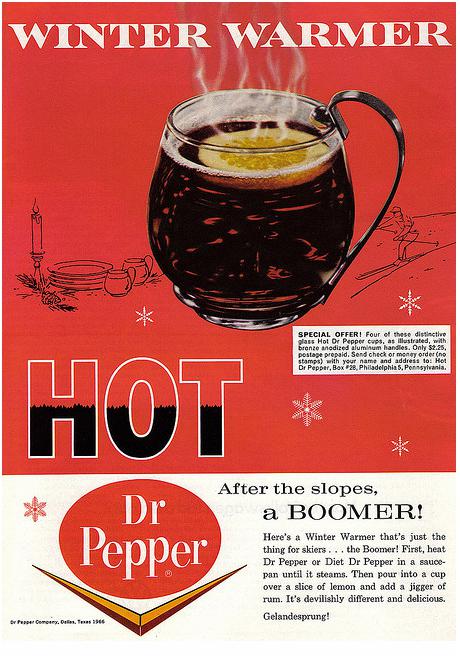 WINTER WARMER
SPECIAL OFFER! Four of these distinctive
glass Hot Dr Pepper cups, as illustrated, with
bronze anodized aluminum handles. Only $2.25,
postage prepaid. Send check or money order (no
stamps) with your name and address to: Hot
Dr Pepper, Box #28, Philadelphia 5, Pennsylvania.
HOT
After the slopes,
a BOOMER!
Dr
Pepper
®
Here's a Winter Warmer that's just the
thing for skiers . . . the Boomer! First, heat
Dr Pepper or Diet Dr Pepper in a sauce-
pan until it steams. Then pour into a cup
over a slice of lemon and add a jigger of
rum. It's devilishly different and delicious.
Gelandesprung!
Dr Pepper Company, Dallas, Texas 1966